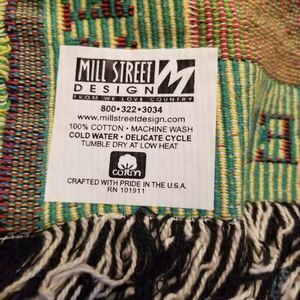 MILL STREET
DESIGN M
FROM WE LOVE COUNTRY
800•322•3034
www.millstreetdesign.com
100% COTTON • MACHINE WASH
COLD WATER • DELICATE CYCLE
TUMBLE DRY AT LOW HEAT
COTTON
CRAFTED WITH PRIDE IN THE U.S.A.
RN 101911